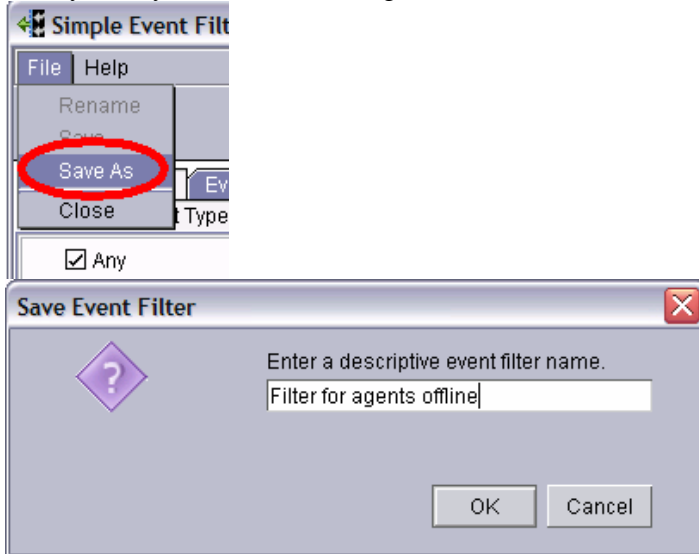 Simple Event Filt
File Help
Rename
Save
Save As
Ev
Close
t Type
Any
Save Event Filter
Enter a descriptive event filter name.
Filter for agents offline
OK Cancel